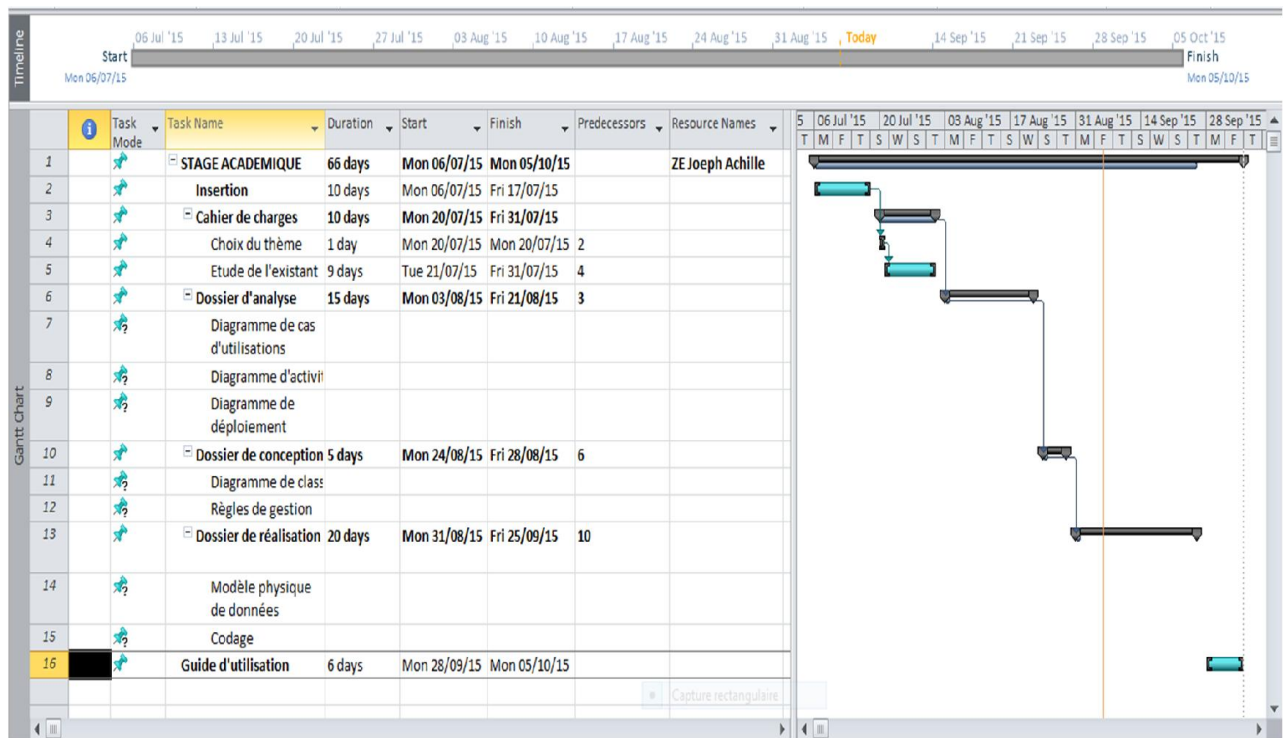 Timeline
06 Jul '15 13 Jul '15 20 Jul '15 27 Jul '15 03 Aug '15 10 Aug '15 17 Aug '15 24 Aug '15 31 Aug '15 Today 14 Sep '15 21 Sep '15 28 Sep '15 05 Oct '15
Start Finish
Mon 06/07/15 Mon 05/10/15
Gantt Chart
Task Mode Task Name Duration Start Finish Predecessors Resource Names
5 06 Jul '15 20 Jul '15 03 Aug '15 17 Aug '15 31 Aug '15 14 Sep '15 28 Sep '15
T M F T S W S T M F T S W S T M F T S W S T M F T
1 STAGE ACADEMIQUE 66 days Mon 06/07/15 Mon 05/10/15 ZE Joeph Achille
2 Insertion 10 days Mon 06/07/15 Fri 17/07/15
3 Cahier de charges 10 days Mon 20/07/15 Fri 31/07/15
4 Choix du thème 1 day Mon 20/07/15 Mon 20/07/15 2
5 Etude de l'existant 9 days Tue 21/07/15 Fri 31/07/15 4
6 Dossier d'analyse 15 days Mon 03/08/15 Fri 21/08/15 3
7 Diagramme de cas
d'utilisations
8 Diagramme d'activit
9 Diagramme de
déploiement
10 Dossier de conception 5 days Mon 24/08/15 Fri 28/08/15 6
11 Diagramme de class
12 Règles de gestion
13 Dossier de réalisation 20 days Mon 31/08/15 Fri 25/09/15 10
14 Modèle physique
de données
15 Codage
16 Guide d'utilisation 6 days Mon 28/09/15 Mon 05/10/15
Capture rectangulaire